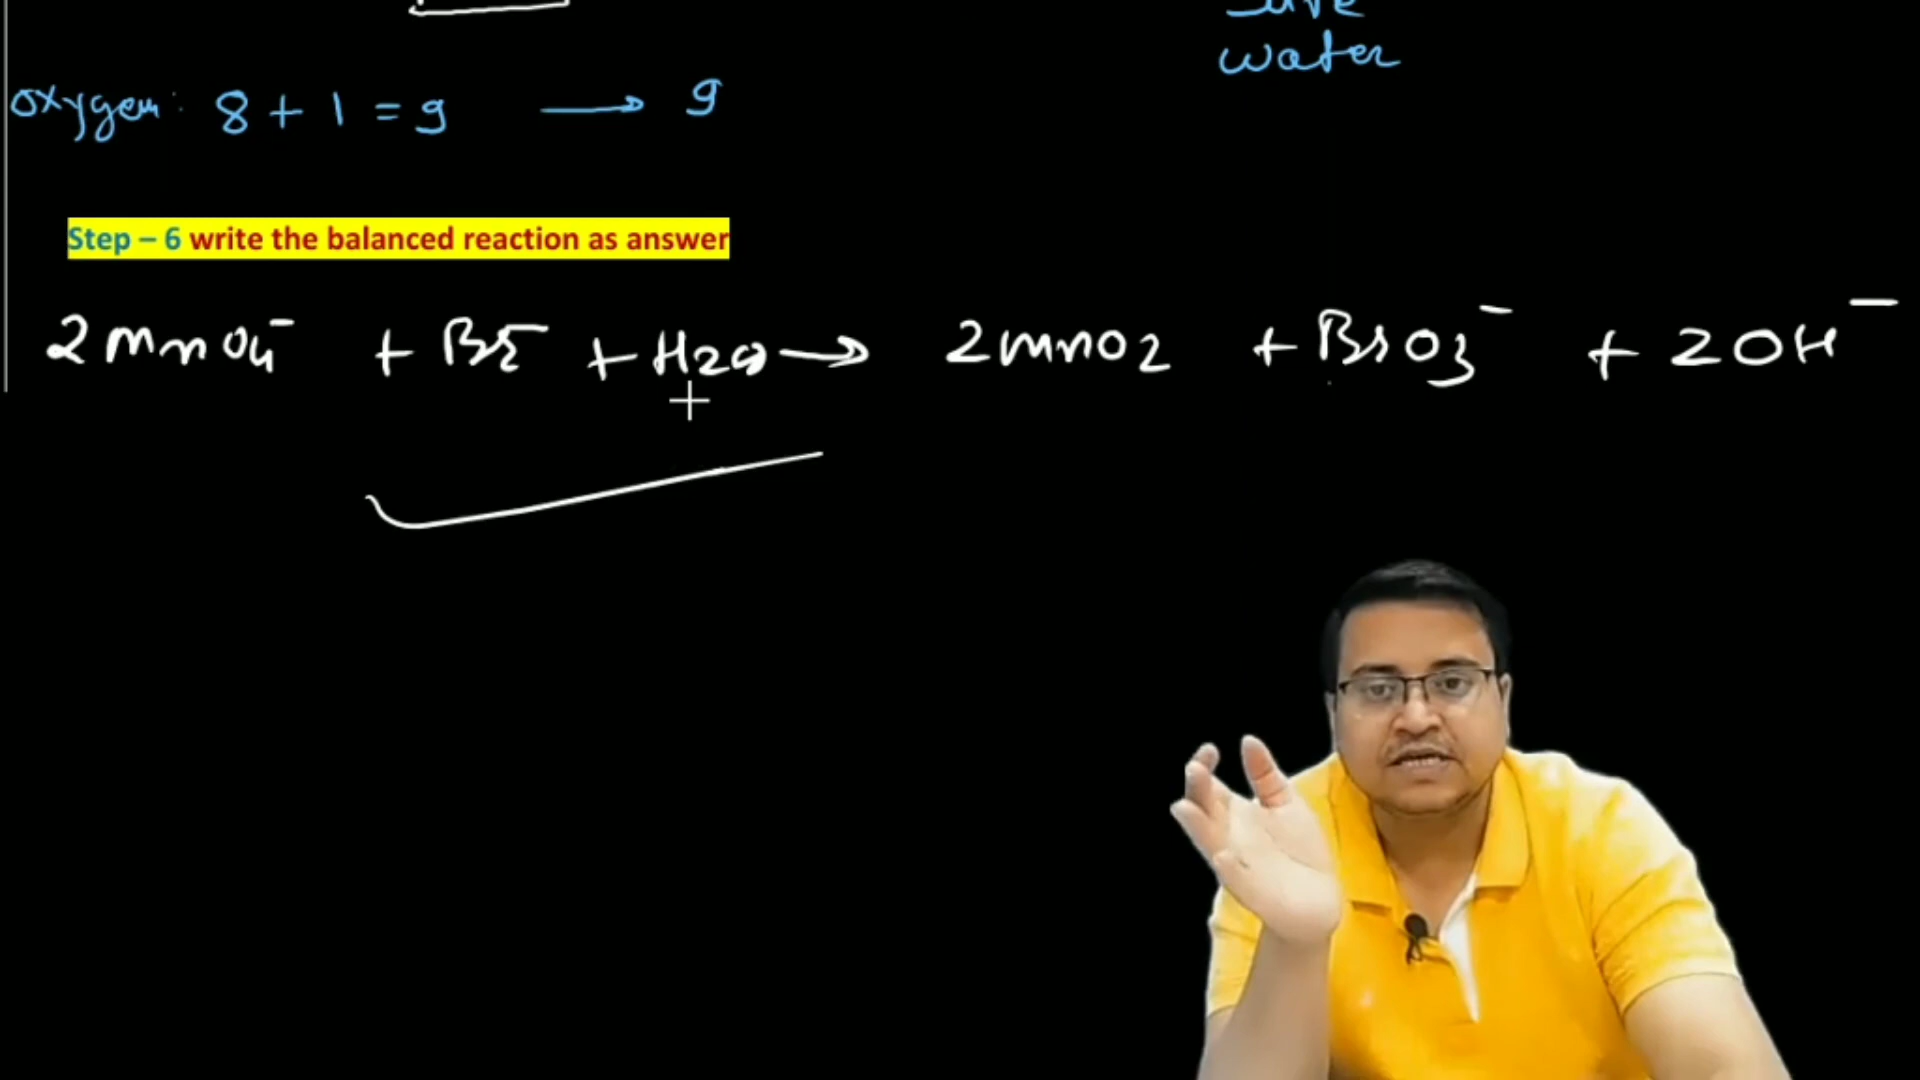 water
oxygen: 8 + 1 = 9 → 9
Step – 6 write the balanced reaction as answer
2MnO4⁻ + Br⁻ + H2O → 2MnO2 + BrO3⁻ + 2OH⁻